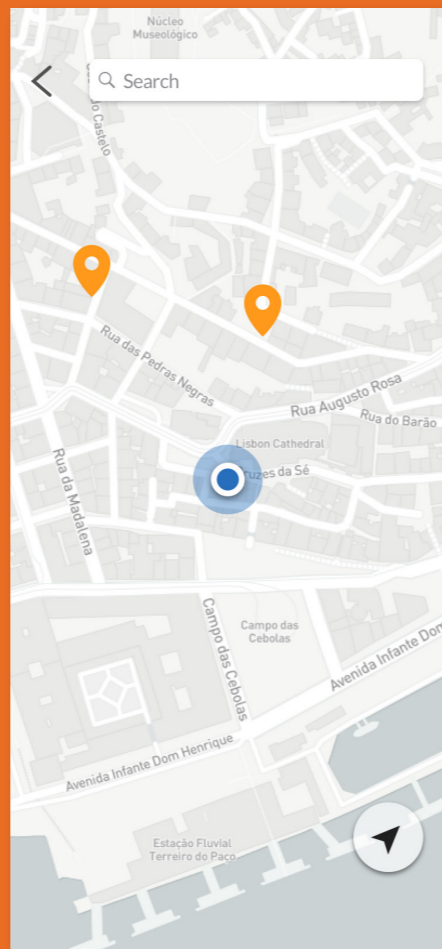 Núcleo
Museológico
Search
do Castelo
Rua das Pedras Negras
Rua Augusto Rosa
Rua do Barão
Lisbon Cathedral
da Sé
Rua da Madalena
Campo das Cebolas
Campo das
Cebolas
Avenida Infante Dom
Avenida Infante Dom Henrique
Estação Fluvial
Terreiro do Paço